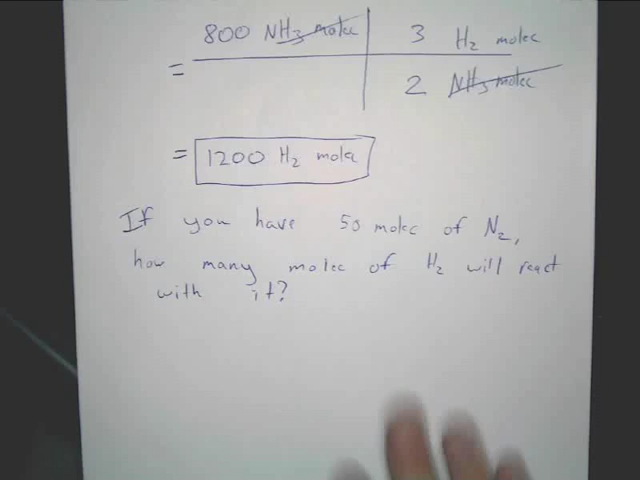 800 NH3 molec 3 H2 molec
=
2 NH3 molec
= 1200 H2 molec
If you have 50 molec of N2,
how many molec of H2 will react
with it?